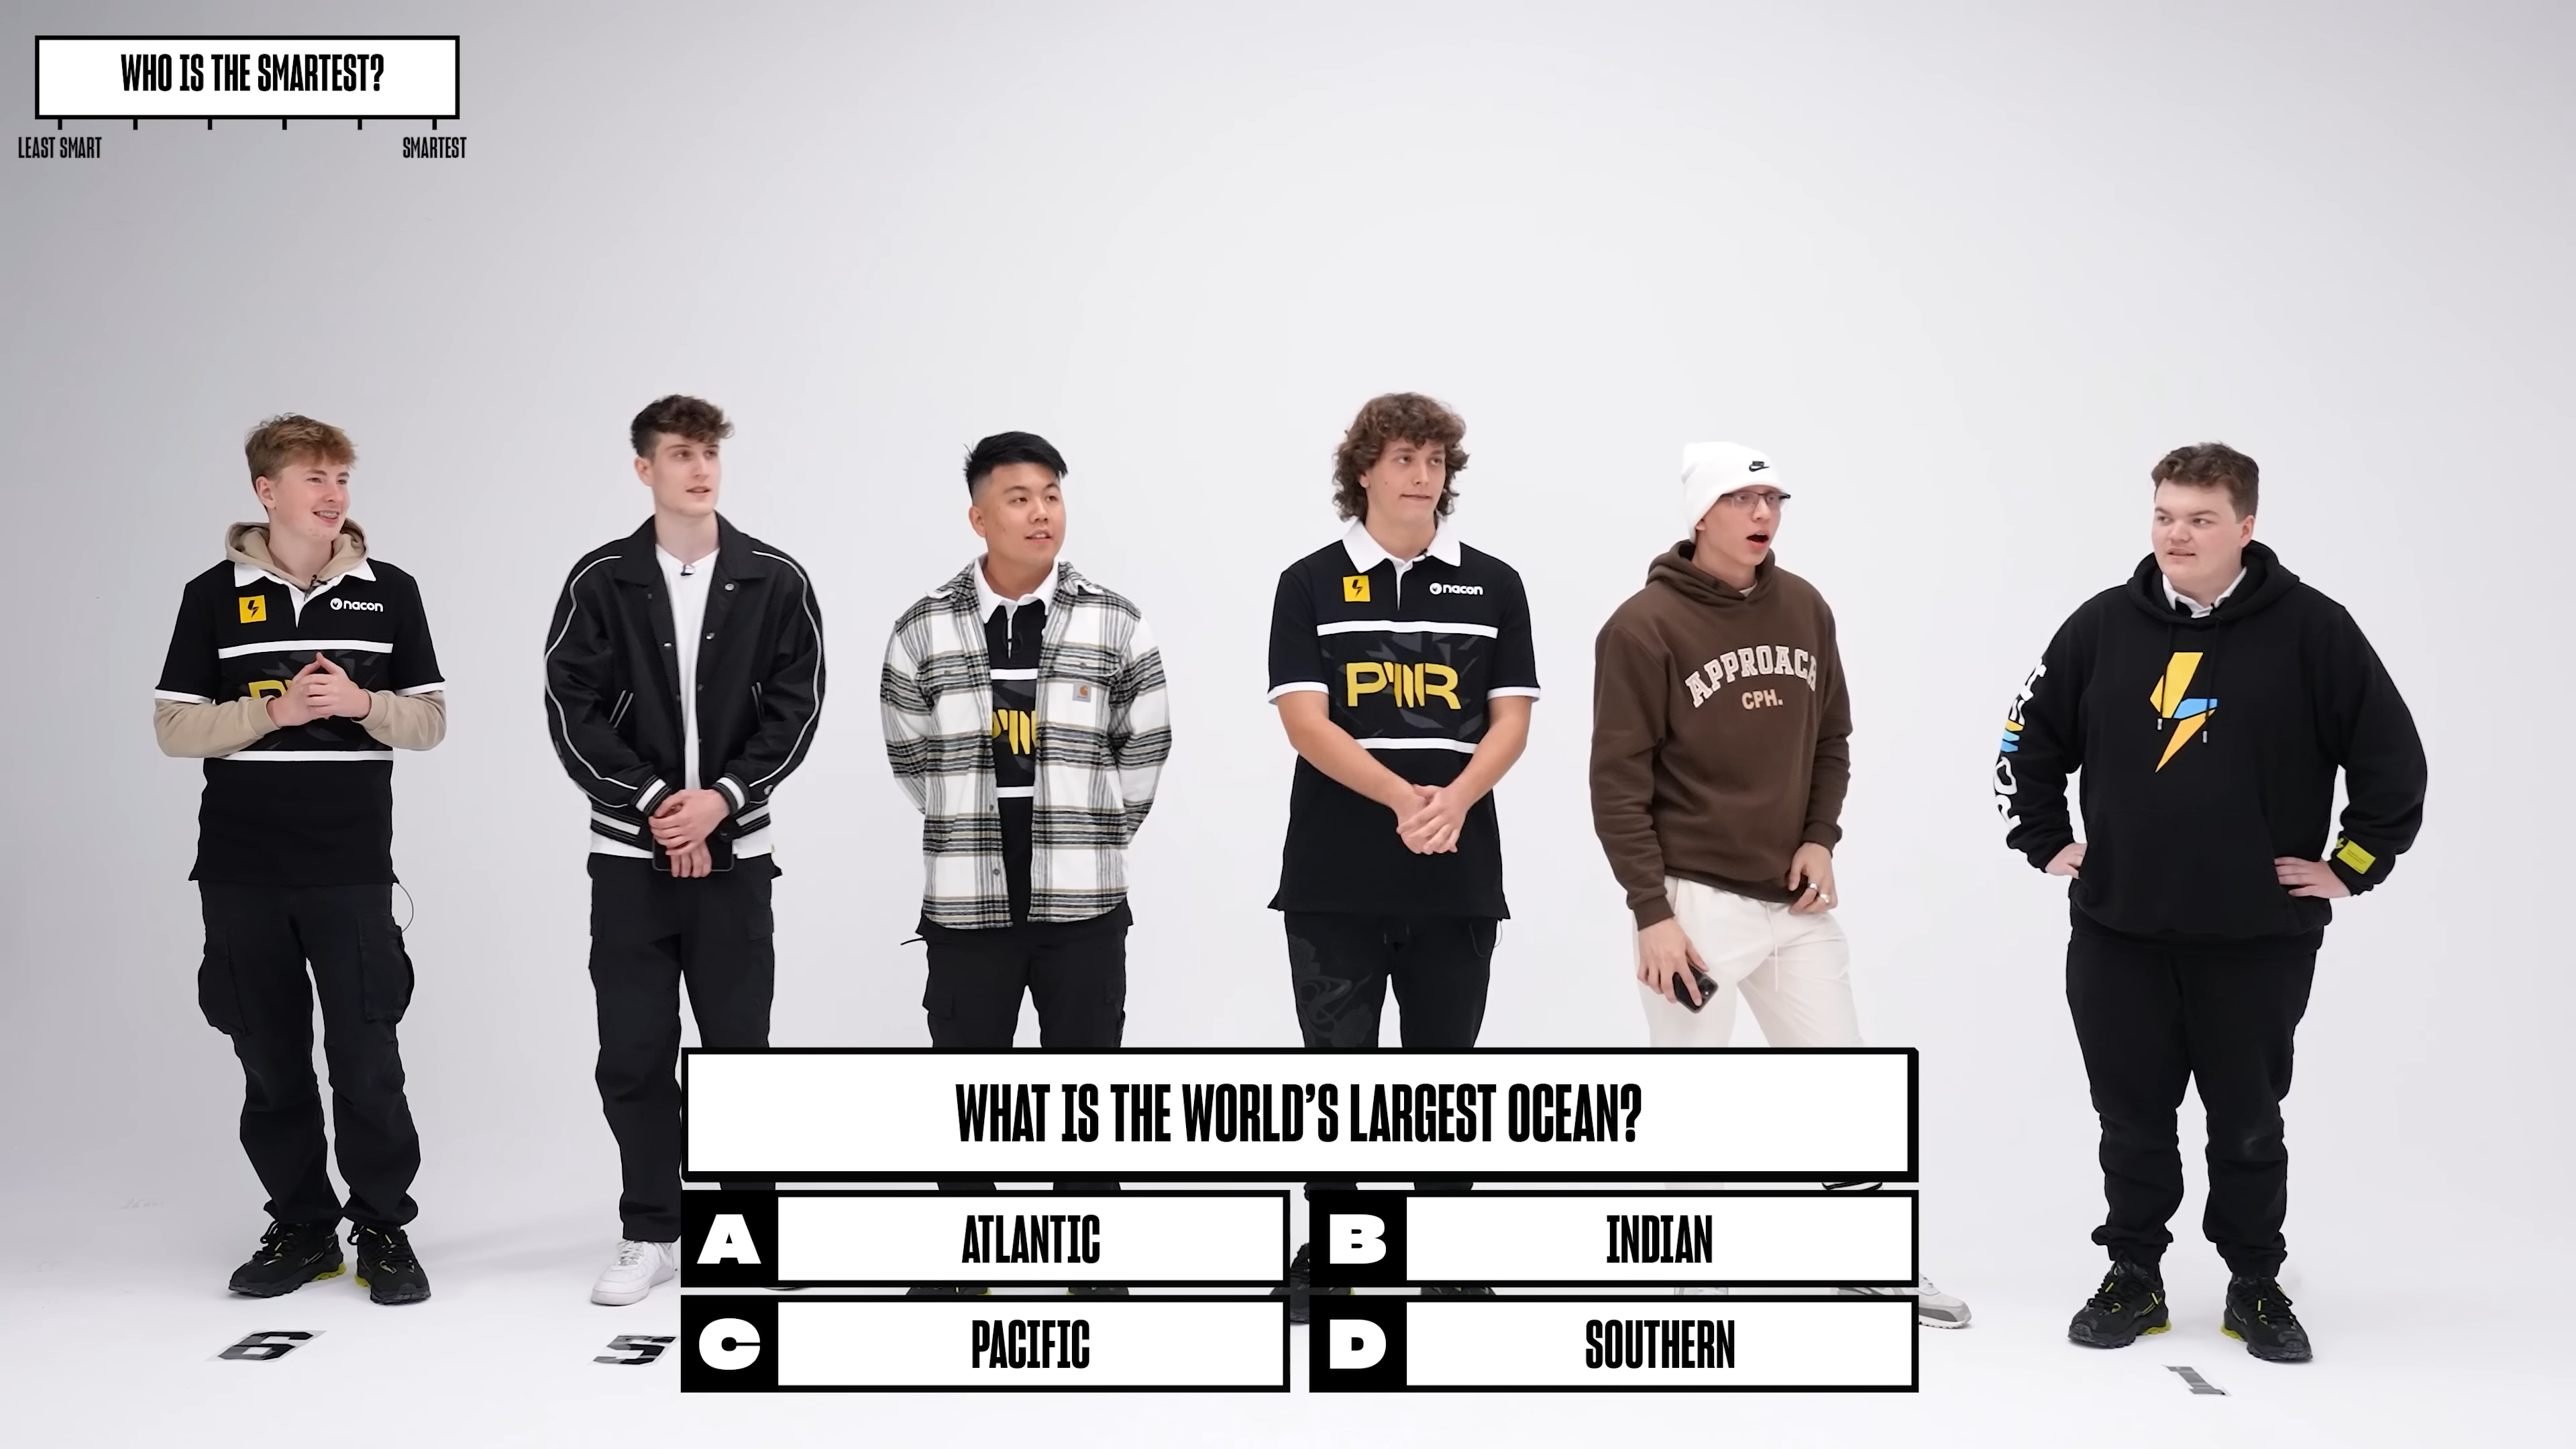 WHO IS THE SMARTEST?
LEAST SMART
SMARTEST
nacon
nacon
PWR
APPROACH
CPH.
WHAT IS THE WORLD'S LARGEST OCEAN?
A ATLANTIC
B INDIAN
C PACIFIC
D SOUTHERN
6
5
1